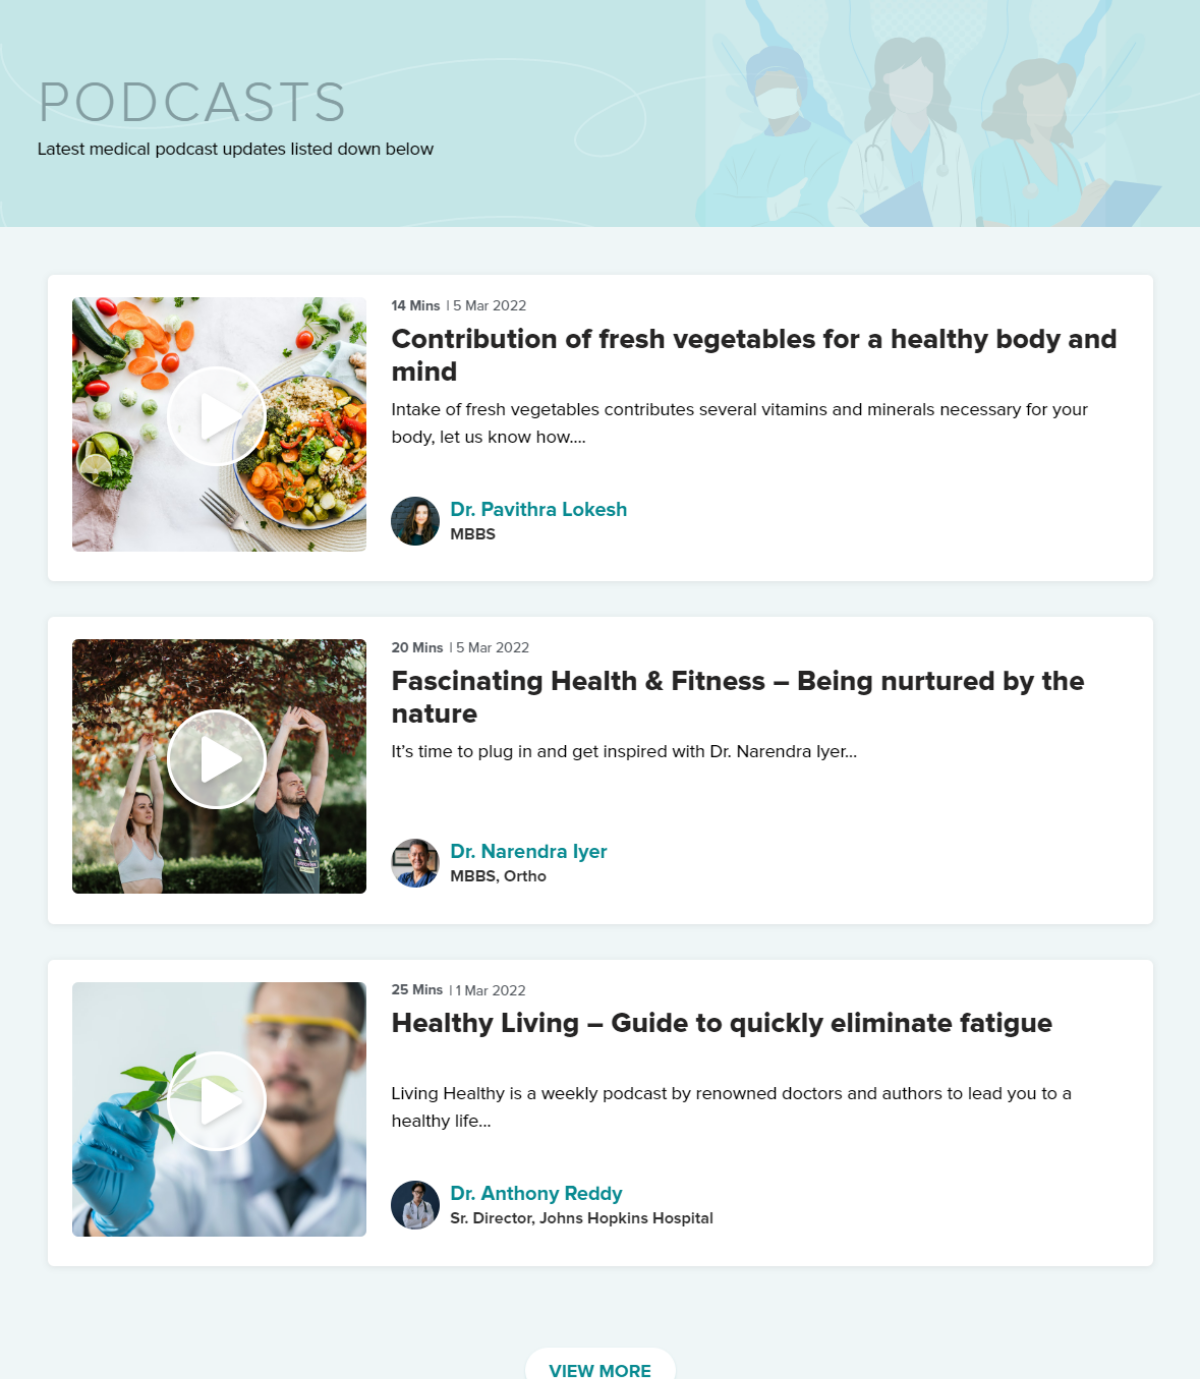 PODCASTS
Latest medical podcast updates listed down below
14 Mins | 5 Mar 2022
Contribution of fresh vegetables for a healthy body and
mind
Intake of fresh vegetables contributes several vitamins and minerals necessary for your
body, let us know how....
Dr. Pavithra Lokesh
MBBS
20 Mins | 5 Mar 2022
Fascinating Health & Fitness – Being nurtured by the
nature
It's time to plug in and get inspired with Dr. Narendra Iyer...
Dr. Narendra Iyer
MBBS, Ortho
25 Mins | 1 Mar 2022
Healthy Living – Guide to quickly eliminate fatigue
Living Healthy is a weekly podcast by renowned doctors and authors to lead you to a
healthy life...
Dr. Anthony Reddy
Sr. Director, Johns Hopkins Hospital
VIEW MORE